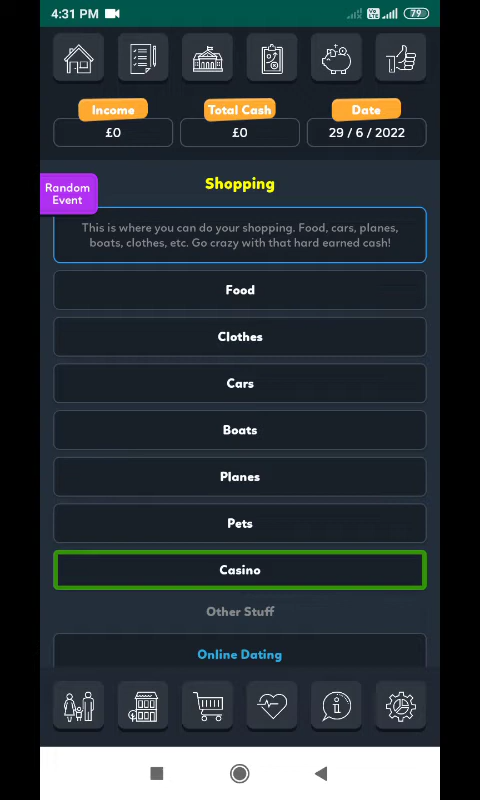 4:31 PM
Vo
LTE
79
Income
Total Cash
Date
£0
£0
29 / 6 / 2022
Random
Event
Shopping
This is where you can do your shopping. Food, cars, planes,
boats, clothes, etc. Go crazy with that hard earned cash!
Food
Clothes
Cars
Boats
Planes
Pets
Casino
Other Stuff
Online Dating